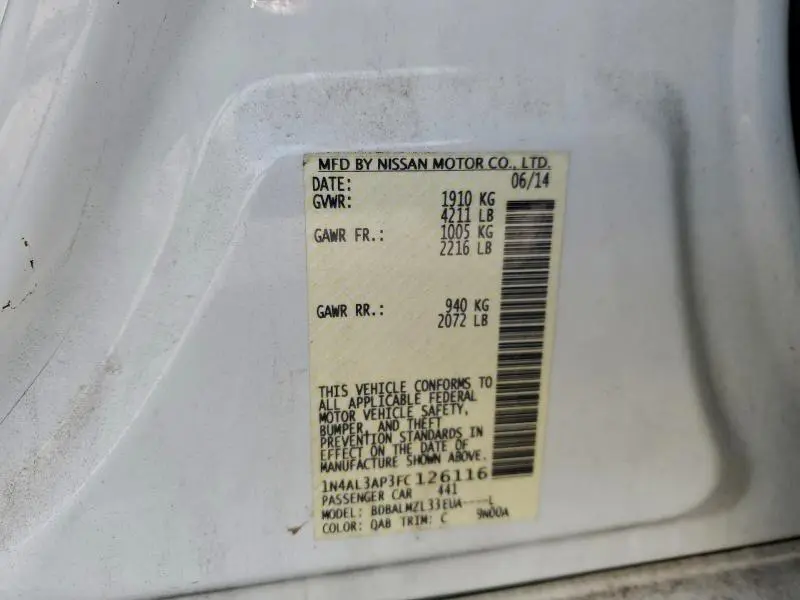 MFD BY NISSAN MOTOR CO., LTD.
DATE: 06/14
GVWR: 1910 KG
4211 LB
GAWR FR.: 1005 KG
2216 LB
GAWR RR.: 940 KG
2072 LB
THIS VEHICLE CONFORMS TO
ALL APPLICABLE FEDERAL
MOTOR VEHICLE SAFETY,
BUMPER, AND THEFT
PREVENTION STANDARDS IN
EFFECT ON THE DATE OF
MANUFACTURE SHOWN ABOVE.
1N4AL3AP3FC126116
PASSENGER CAR 441
MODEL: BDBALMZL33EUA----L
COLOR: QAB TRIM: C 9N00A